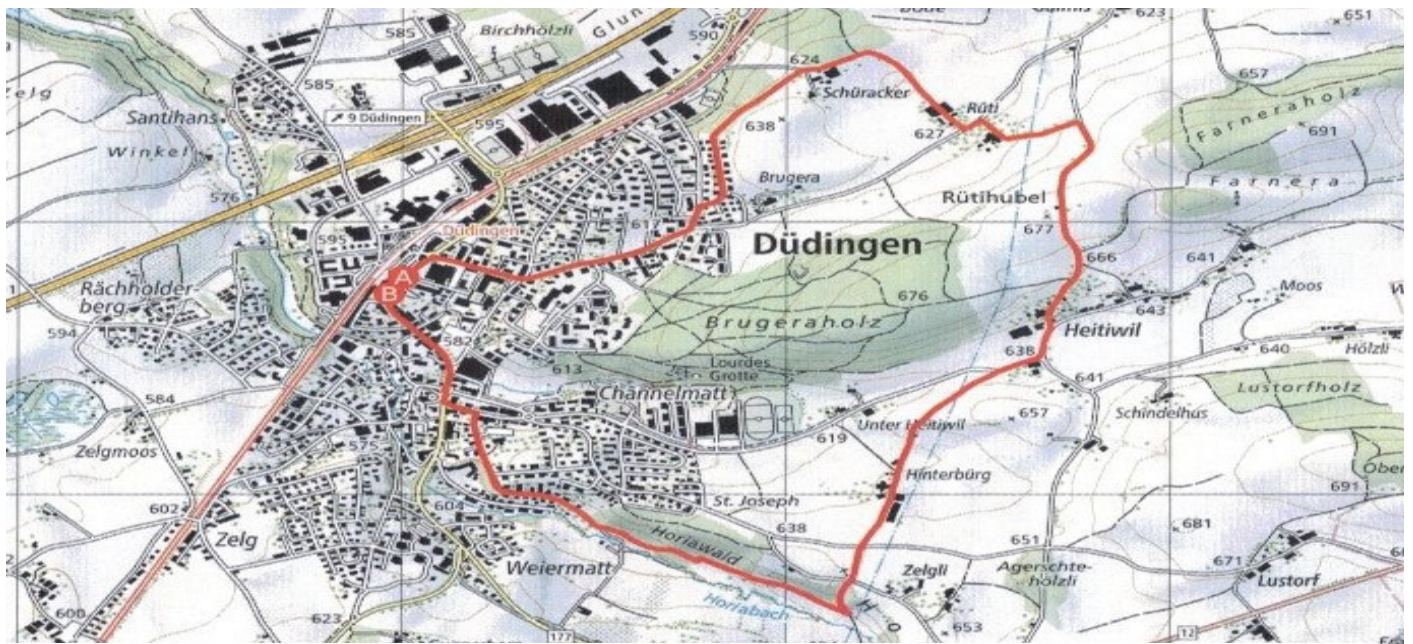 651
623
585
590
Birchhölzli
Glun
657
624
Schüracker
585
Farneraholz
Rüti
Santihans
9 Düdingen
595
638
627
691
Winkel
Brugera
Farnera
576
Rütihubel
Düdingen
677
595
Düdingen
666
641
A
Rächholder
berg
B
676
Moos
643
Brugeraholz
Heitiwil
594
582
638
640
Hölzli
613
Lourdes
Grotte
641
Lustorfholz
Channelmatt
584
Schindelhus
657
619
Unter Heitiwil
575
Zelgmoos
Hinterbürg
Ober
691
St. Joseph
604
602
638
681
Horiawald
651
Zelg
671
Weiermatt
Zelgli
Agerschte-
hölzli
Lustorf
Horiabach
H
600
623
653
177
12